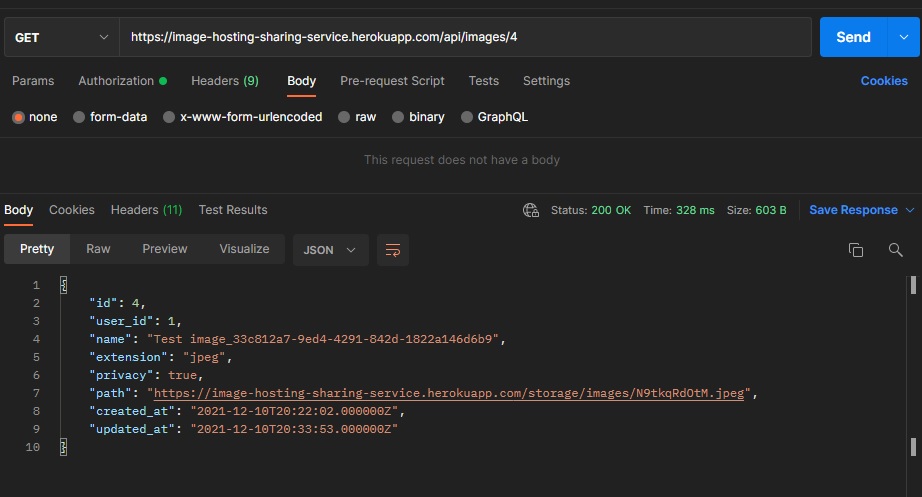 GET https://image-hosting-sharing-service.herokuapp.com/api/images/4 Send
Params Authorization Headers (9) Body Pre-request Script Tests Settings Cookies
none form-data x-www-form-urlencoded raw binary GraphQL
This request does not have a body
Body Cookies Headers (11) Test Results Status: 200 OK Time: 328 ms Size: 603 B Save Response
Pretty Raw Preview Visualize JSON
1 {
2 "id": 4,
3 "user_id": 1,
4 "name": "Test image_33c812a7-9ed4-4291-842d-1822a146d6b9",
5 "extension": "jpeg",
6 "privacy": true,
7 "path": "https://image-hosting-sharing-service.herokuapp.com/storage/images/N9tkqRdOtM.jpeg",
8 "created_at": "2021-12-10T20:22:02.000000Z",
9 "updated_at": "2021-12-10T20:33:53.000000Z"
10 }